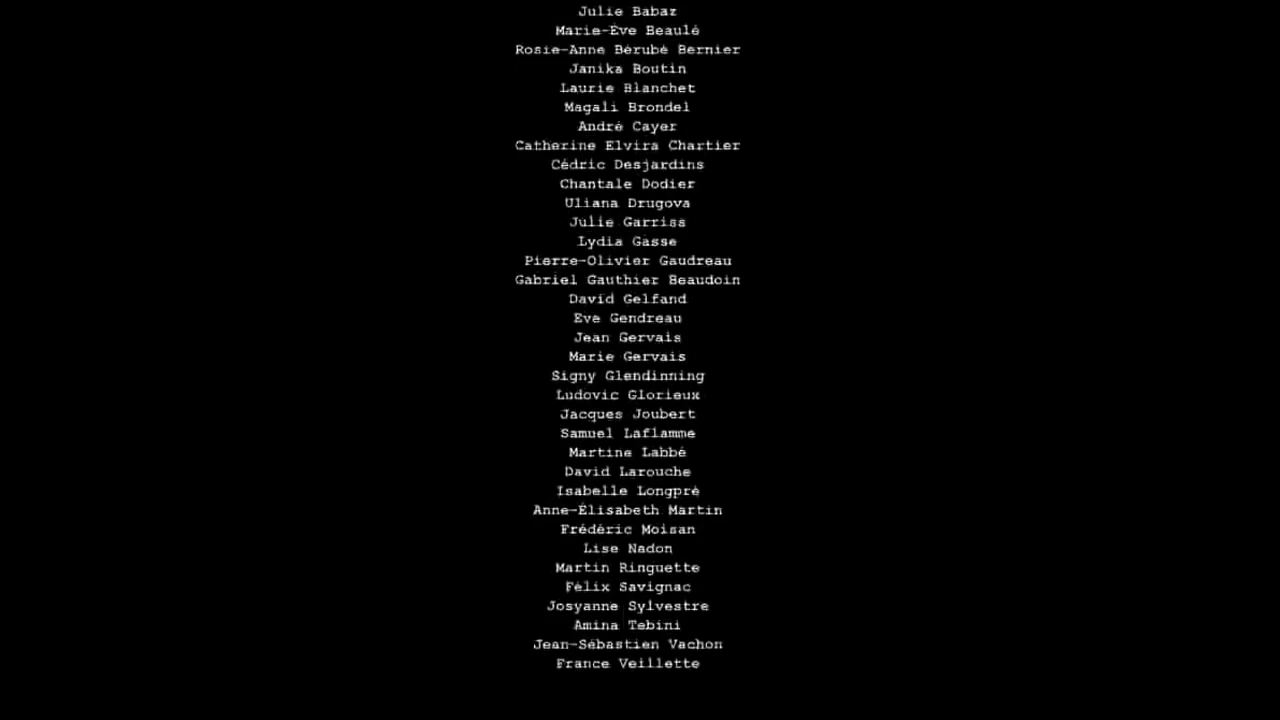 Julie Babaz
Marie-Ève Beaulé
Rosie-Anne Bérubé Bernier
Janika Boutin
Laurie Blanchet
Magali Brondel
André Cayer
Catherine Elvira Chartier
Cédric Desjardins
Chantale Dodier
Uliana Drugova
Julie Garriss
Lydia Gasse
Pierre-Olivier Gaudreau
Gabriel Gauthier Beaudoin
David Gelfand
Eve Gendreau
Jean Gervais
Marie Gervais
Signy Glendinning
Ludovic Glorieux
Jacques Joubert
Samuel Laflamme
Martine Labbé
David Larouche
Isabelle Longpré
Anne-Élisabeth Martin
Frédéric Moisan
Lise Nadon
Martin Ringuette
Félix Savignac
Josyanne Sylvestre
Amina Tebini
Jean-Sébastien Vachon
France Veillette